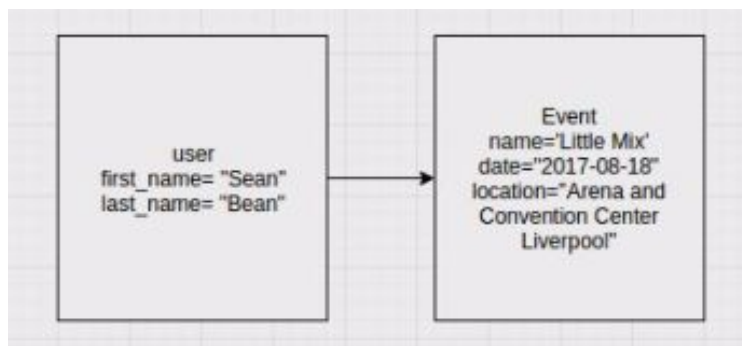 user
first_name= "Sean"
last_name= "Bean"
Event
name='Little Mix'
date="2017-08-18"
location="Arena and
Convention Center
Liverpool"